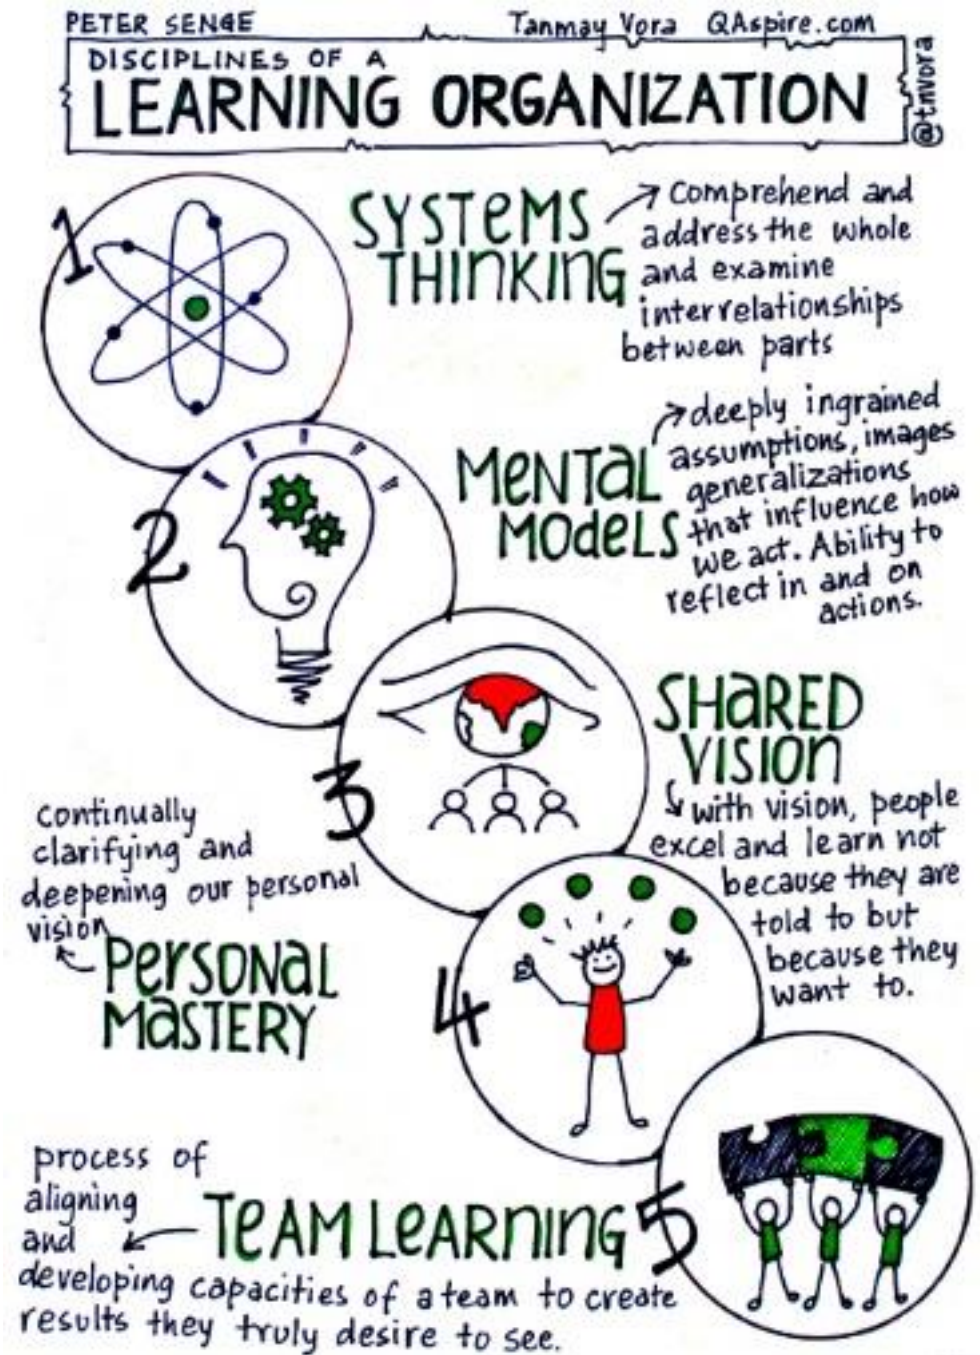 PETER SENGE
Tanmay Vora QAspire.com
@tnvora
DISCIPLINES OF A
LEARNING ORGANIZATION
1
SYSTEMS
THINKING
Comprehend and
address the whole
and examine
interrelationships
between parts
2
MENTAL
MODELS
deeply ingrained
assumptions, images
generalizations
that influence how
we act. Ability to
reflect in and on
actions.
3
SHARED
VISION
with vision, people
excel and learn not
because they are
told to but
because they
want to.
4
PERSONAL
MASTERY
continually
clarifying and
deepening our personal
vision
5
TEAM LEARNING
process of
aligning
and
developing capacities of a team to create
results they truly desire to see.